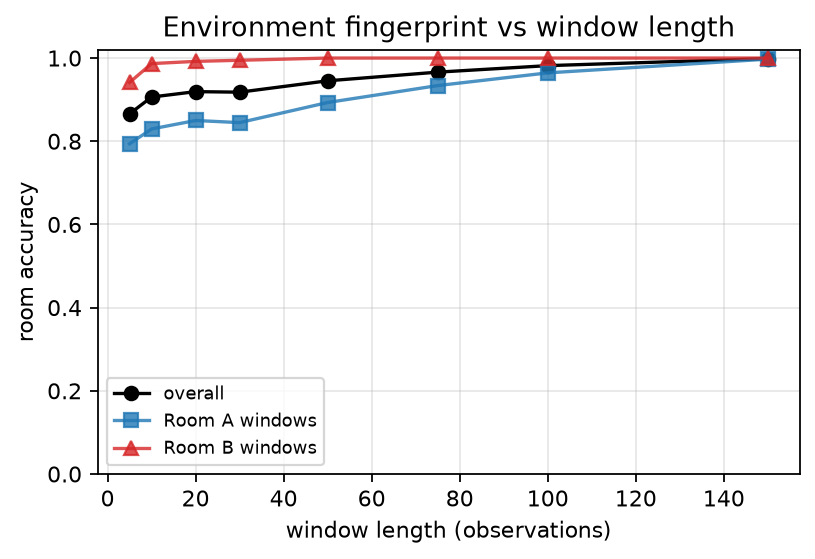 Environment fingerprint vs window length
1.0
0.8
0.6
0.4
0.2
0.0
room accuracy
overall
Room A windows
Room B windows
0 20 40 60 80 100 120 140
window length (observations)